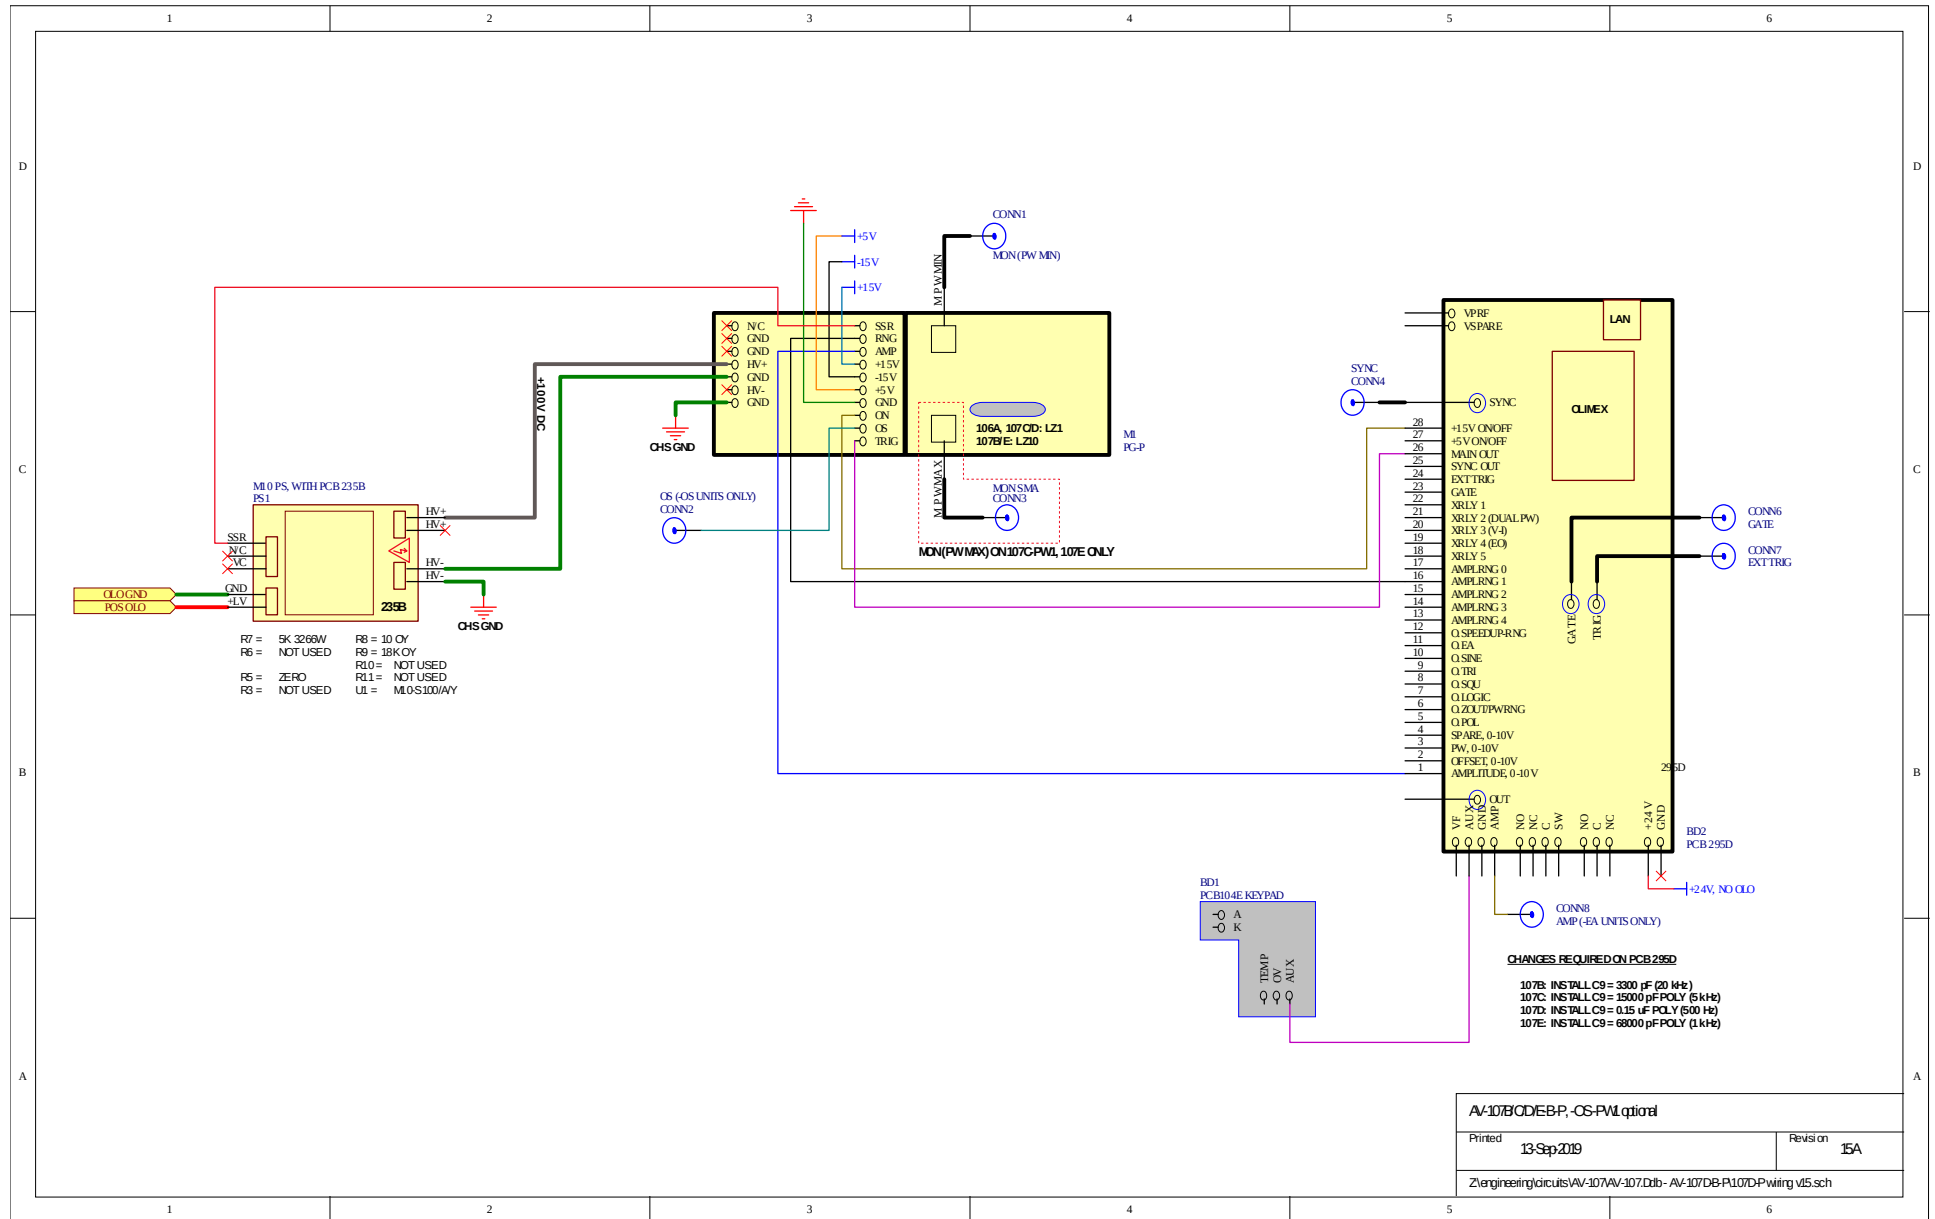 1 2 3 4 5 6
D D
C C
B B
A A
1 2 3 4 5 6
+5V
-15V
+15V
CONN1
MON (PW MIN)
M PWMIN
N/C
GND
GND
HV+
GND
HV-
GND
SSR
RNG
AMP
+15V
-15V
+5V
GND
ON
OS
TRIG
106A, 107C/D: LZ1
107B/E: LZ10
M1
PG-P
CHS GND
+100V DC
OS (-OS UNITS ONLY)
CONN2
M PWMAX
MON SMA
CONN3
MON (PW MAX) ON 107C-PW1, 107E ONLY
M10 PS, WITH PCB 235B
PS1
SSR
N/C
VC
GND
+LV
HV+
HV+
HV-
HV-
235B
OLO GND
POS OLO
CHS GND
R7 = 5K 3266W R8 = 10 OY
R6 = NOT USED R9 = 18K OY
R10 = NOT USED
R5 = ZERO R11 = NOT USED
R3 = NOT USED U1 = M10-S100/A/Y
VPRF
VSPARE
LAN
OLIMEX
SYNC
CONN4
SYNC
28 +15V ON/OFF
27 +5V ON/OFF
26 MAIN OUT
25 SYNC OUT
24 EXT TRIG
23 GATE
22 XRLY 1
21 XRLY 2 (DUAL PW)
20 XRLY 3 (V-I)
19 XRLY 4 (EO)
18 XRLY 5
17 AMPLRNG 0
16 AMPLRNG 1
15 AMPLRNG 2
14 AMPLRNG 3
13 AMPLRNG 4
12 O.SPEEDUP-RNG
11 O.EA
10 O.SINE
9 O.TRI
8 O.SQU
7 O.LOGIC
6 O.ZOUT/PWRNG
5 O.POL
4 SPARE, 0-10V
3 PW, 0-10V
2 OFFSET, 0-10V
1 AMPLITUDE, 0-10V
CONN6
GATE
CONN7
EXT TRIG
GATE
TRIG
295D
OUT
VF
AUX
GND
AMP
NO
NC
C
SW
NO
C
NC
+24V
GND
BD2
PCB 295D
+24V, NO OLO
CONN8
AMP (-EA UNITS ONLY)
BD1
PCB104E KEYPAD
A
K
TEMP
OV
AUX
CHANGES REQUIRED ON PCB 295D
107B: INSTALL C9 = 3300 pF (20 kHz)
107C: INSTALL C9 = 15000 pF POLY (5 kHz)
107D: INSTALL C9 = 0.15 uF POLY (500 Hz)
107E: INSTALL C9 = 68000 pF POLY (1 kHz)
AV-107B/C/D/E-B-P, -OS-PW1 optional
Printed 13-Sep-2019
Revision 15A
Z:\engineering\circuits\AV-107\AV-107.Ddb - AV-107D-B-P\107D-P wiring v15.sch